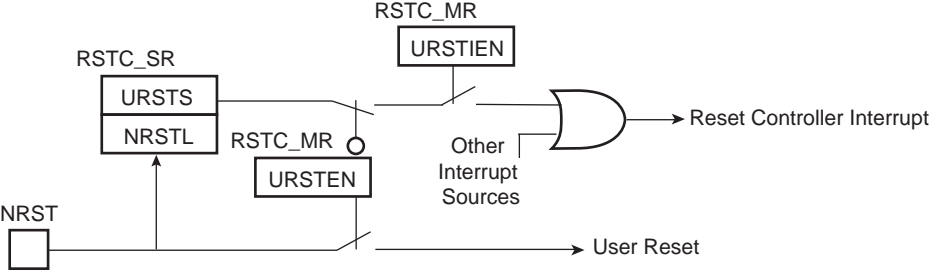 RSTC_MR
URSTIEN
RSTC_SR
URSTS
NRSTL
RSTC_MR
URSTEN
Other
Interrupt
Sources
Reset Controller Interrupt
NRST
User Reset